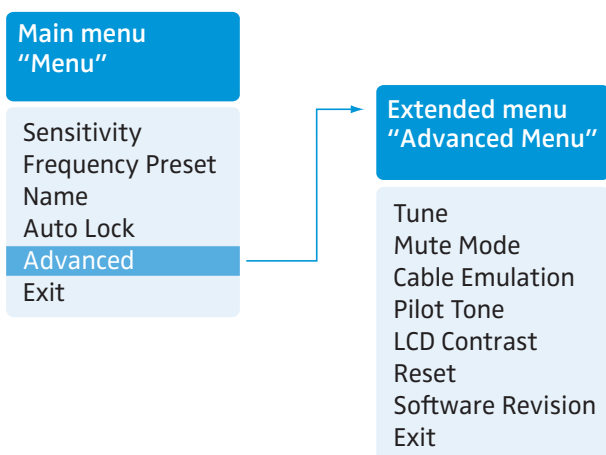 Main menu
“Menu”
Sensitivity
Frequency Preset
Name
Auto Lock
Advanced
Exit
Extended menu
“Advanced Menu”
Tune
Mute Mode
Cable Emulation
Pilot Tone
LCD Contrast
Reset
Software Revision
Exit